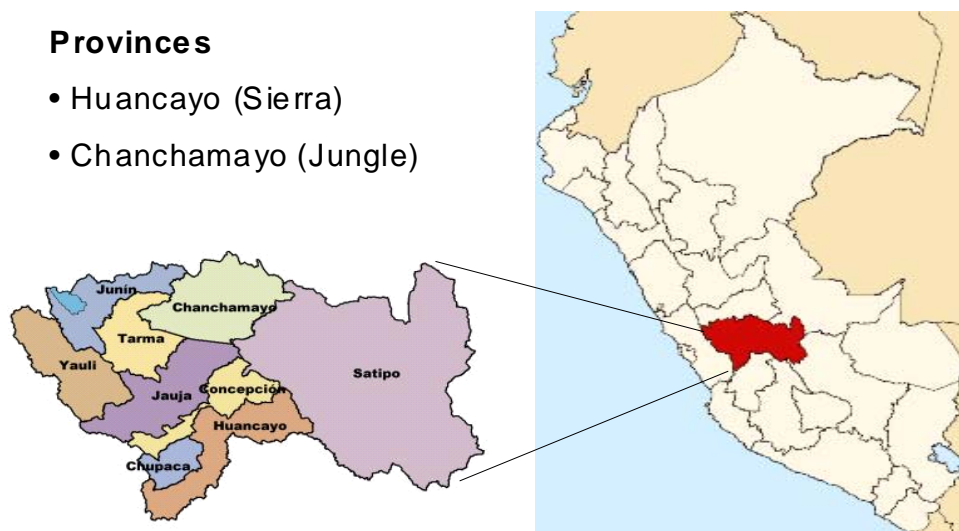 Provinces
• Huancayo (Sierra)
• Chanchamayo (Jungle)
Junín
Chanchamayo
Tarma
Yauli
Satipo
Jauja
Concepción
Huancayo
Chupaca